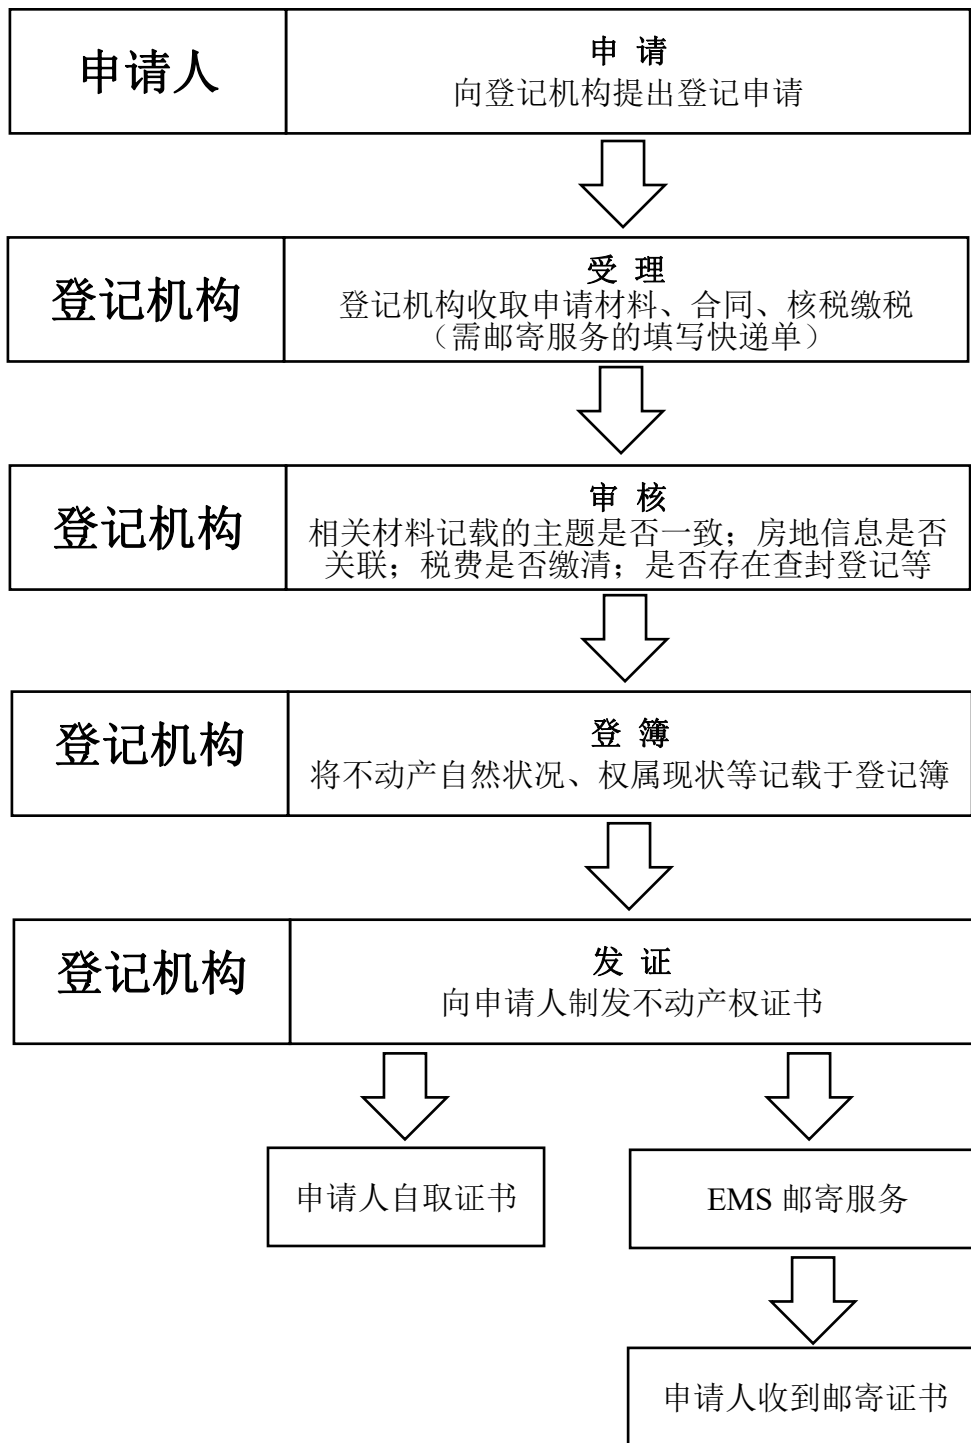 申请人
申 请
向登记机构提出登记申请
登记机构
受 理
登记机构收取申请材料、合同、核税缴税
（需邮寄服务的填写快递单）
登记机构
审 核
相关材料记载的主题是否一致；房地信息是否
关联；税费是否缴清；是否存在查封登记等
登记机构
登 簿
将不动产自然状况、权属现状等记载于登记簿
登记机构
发 证
向申请人制发不动产权证书
申请人自取证书
EMS 邮寄服务
申请人收到邮寄证书